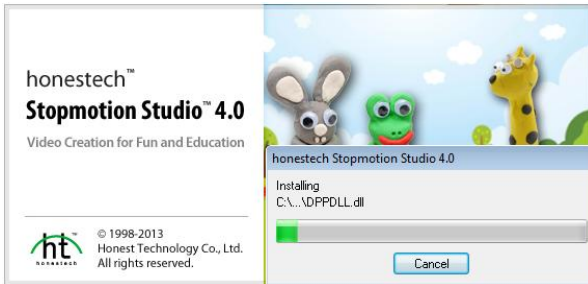 honestech™
Stopmotion Studio™ 4.0
Video Creation for Fun and Education
ht™
honestech
© 1998-2013
Honest Technology Co., Ltd.
All rights reserved.
honestech Stopmotion Studio 4.0
Installing
C:\...\DPPDLL.dll
Cancel